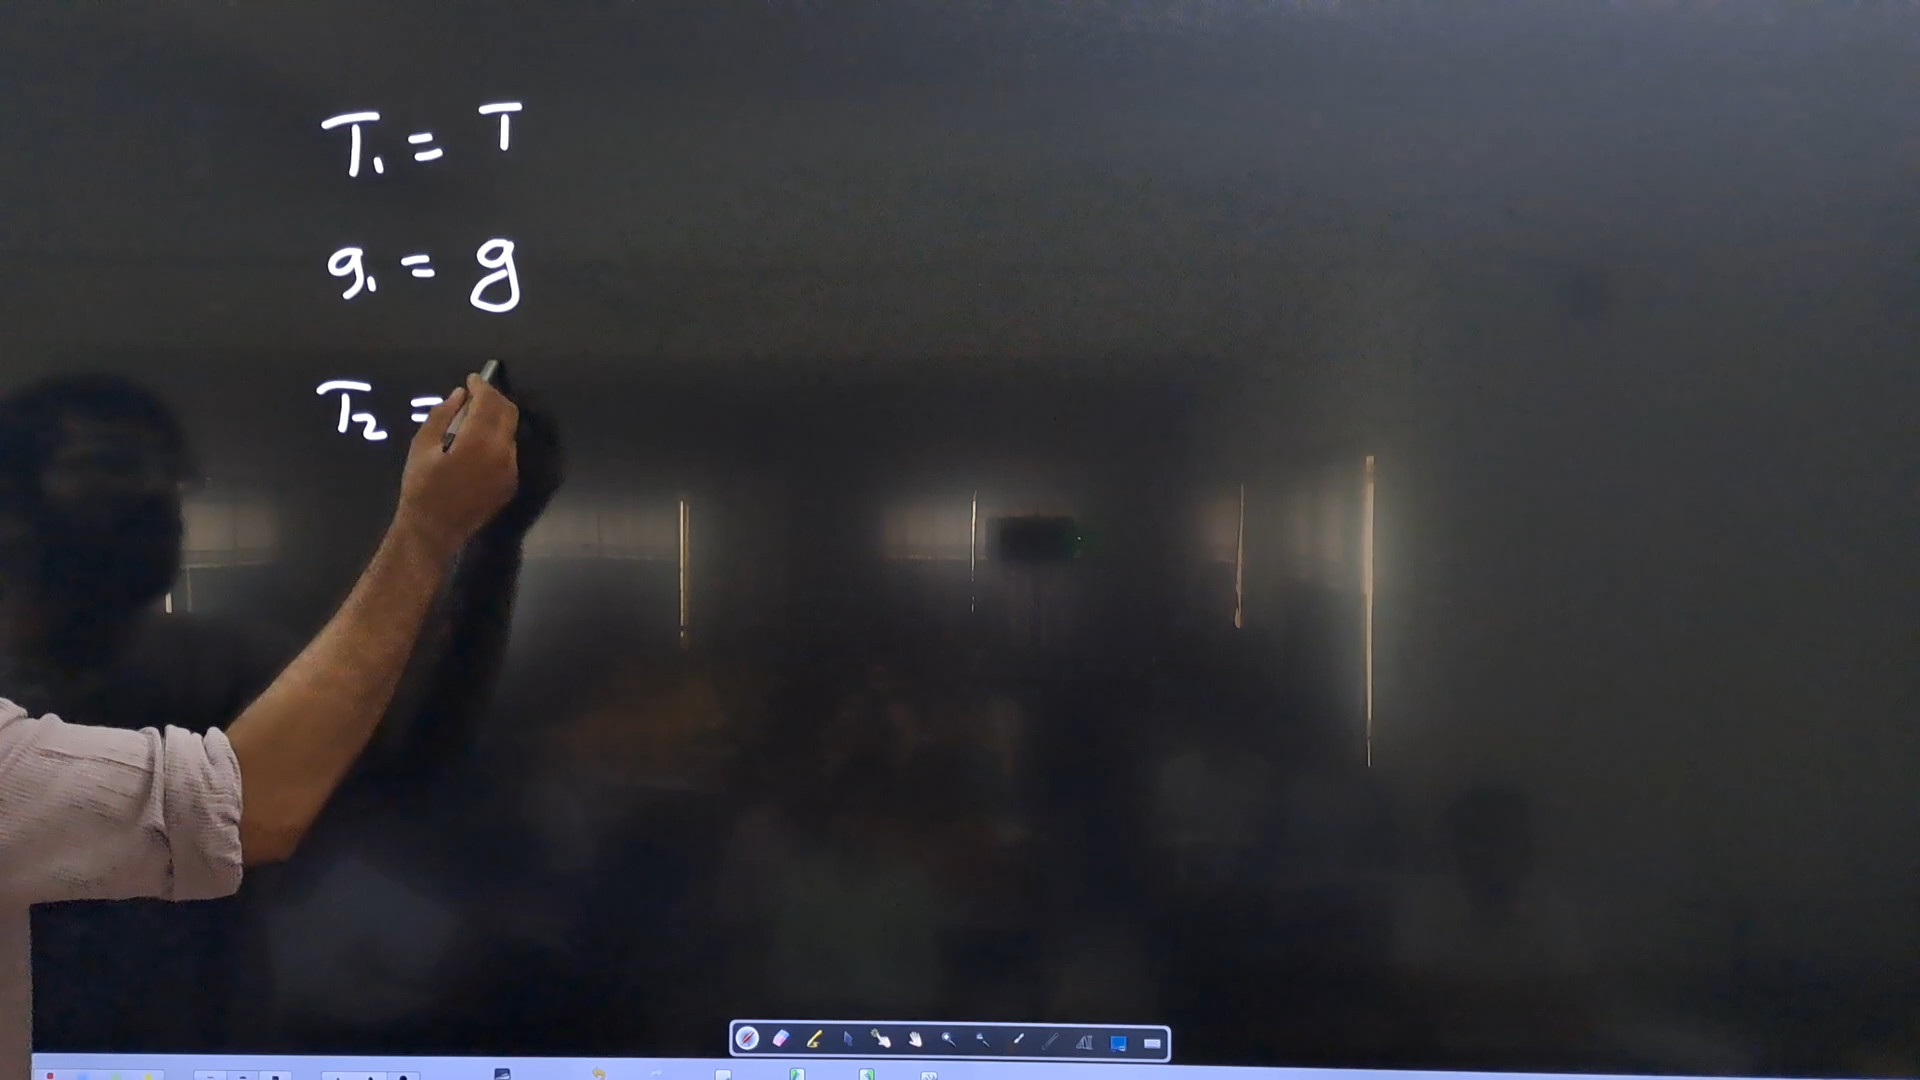 T₁ = T
g₁ = g
T₂ =